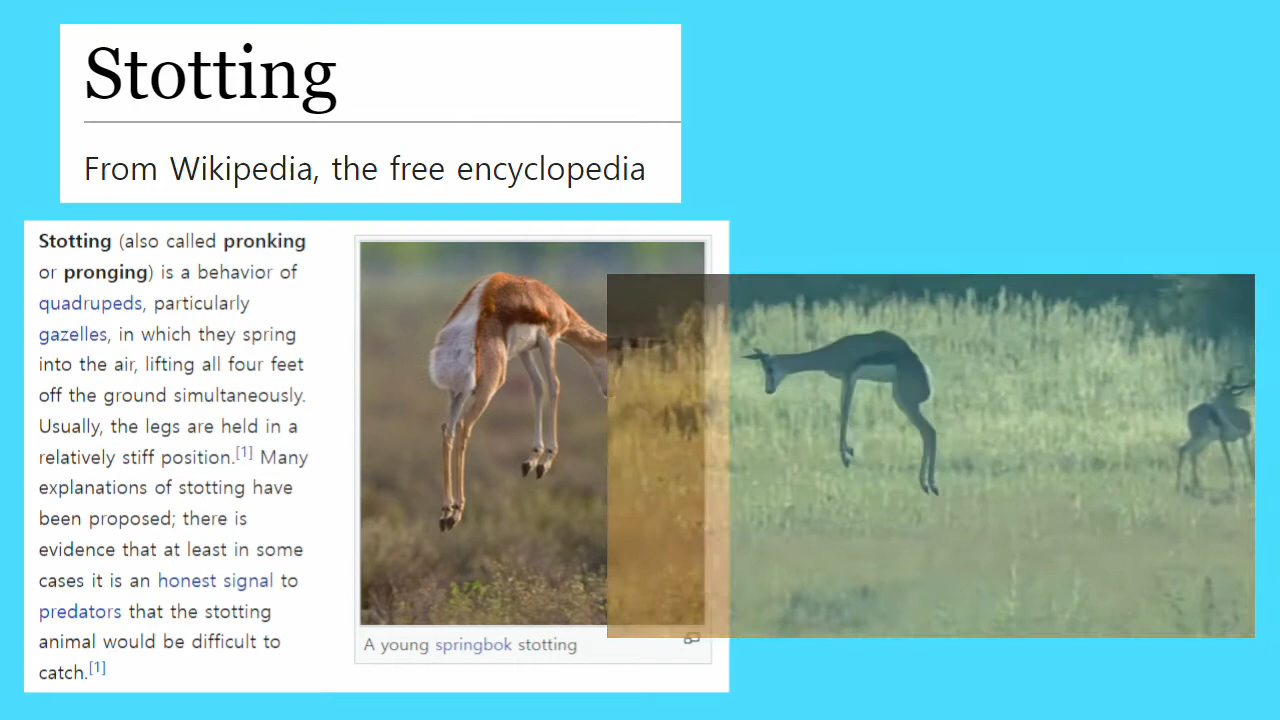 Stotting
From Wikipedia, the free encyclopedia
Stotting (also called pronking
or pronging) is a behavior of
quadrupeds, particularly
gazelles, in which they spring
into the air, lifting all four feet
off the ground simultaneously.
Usually, the legs are held in a
relatively stiff position.[1] Many
explanations of stotting have
been proposed; there is
evidence that at least in some
cases it is an honest signal to
predators that the stotting
animal would be difficult to
catch.[1]
A young springbok stotting